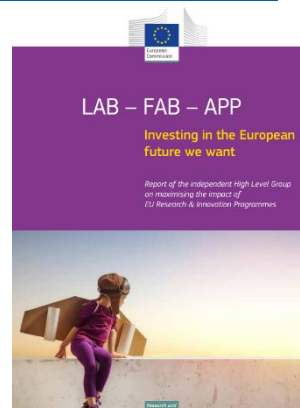 European
Commission
LAB – FAB – APP
Investing in the European
future we want
Report of the independent High Level Group
on maximising the impact of
EU Research & Innovation Programmes
Research and